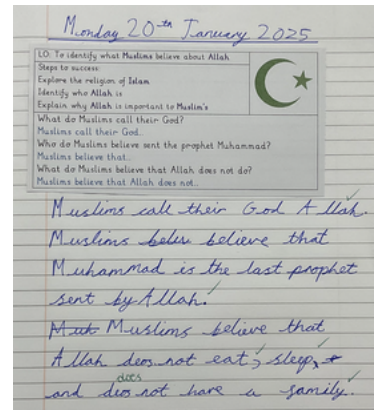 Monday 20th January 2025
LO: To identify what Muslims believe about Allah
Steps to success:
Explore the religion of Islam
Identify who Allah is
Explain why Allah is important to Muslim's
What do Muslims call their God?
Muslims call their God..
Who do Muslims believe sent the prophet Muhammad?
Muslims believe that..
What do Muslims believe that Allah does not do?
Muslims believe that Allah does not..
Muslims call their God Allah.
Muslims believe that
Muhammad is the last prophet
sent by Allah.
Muslims believe that
Allah deos not eat, sleep,
does
and deos not have a family.